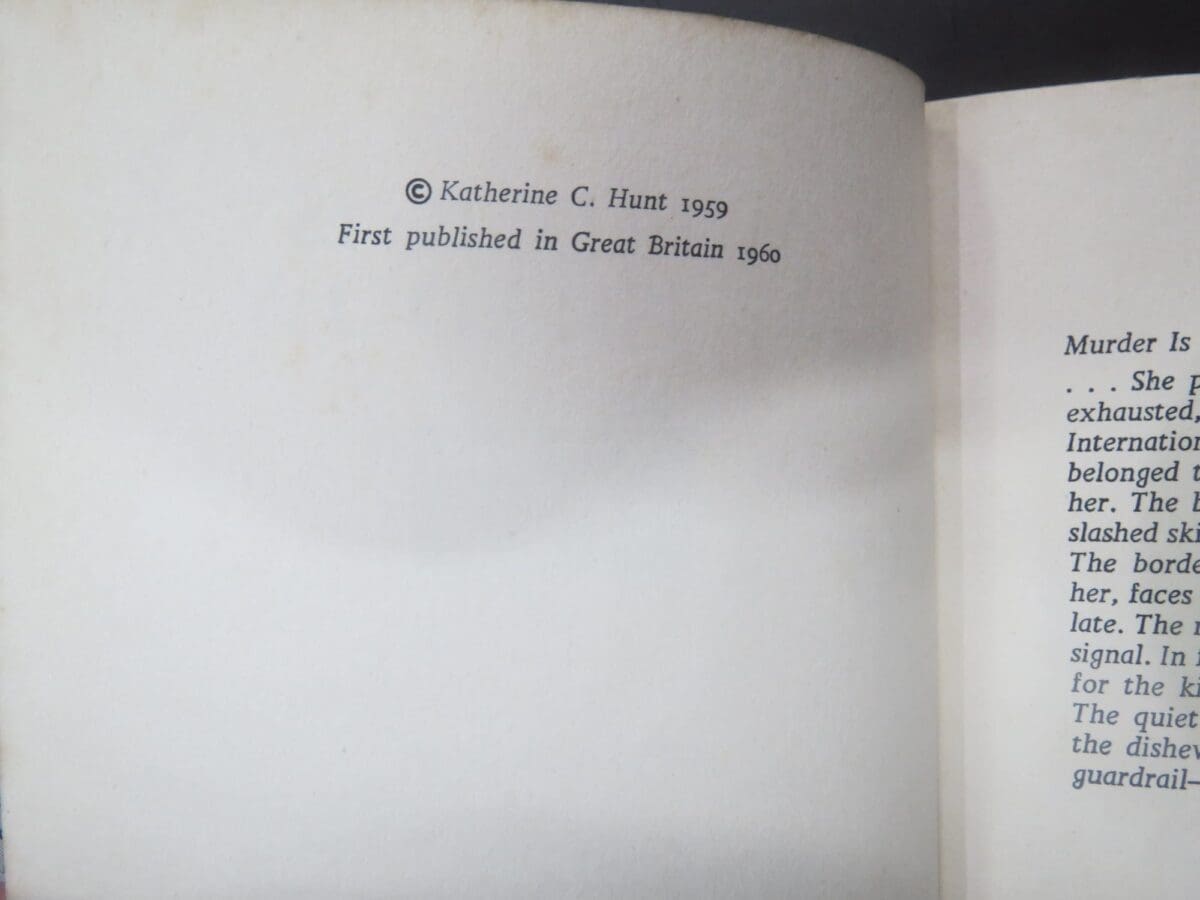 © Katherine C. Hunt 1959
First published in Great Britain 1960
Murder Is
. . . She
exhausted,
belonged
her. The
slashed
The
her, faces
late. The
signal. In
for the
The quiet
the
guardrail—